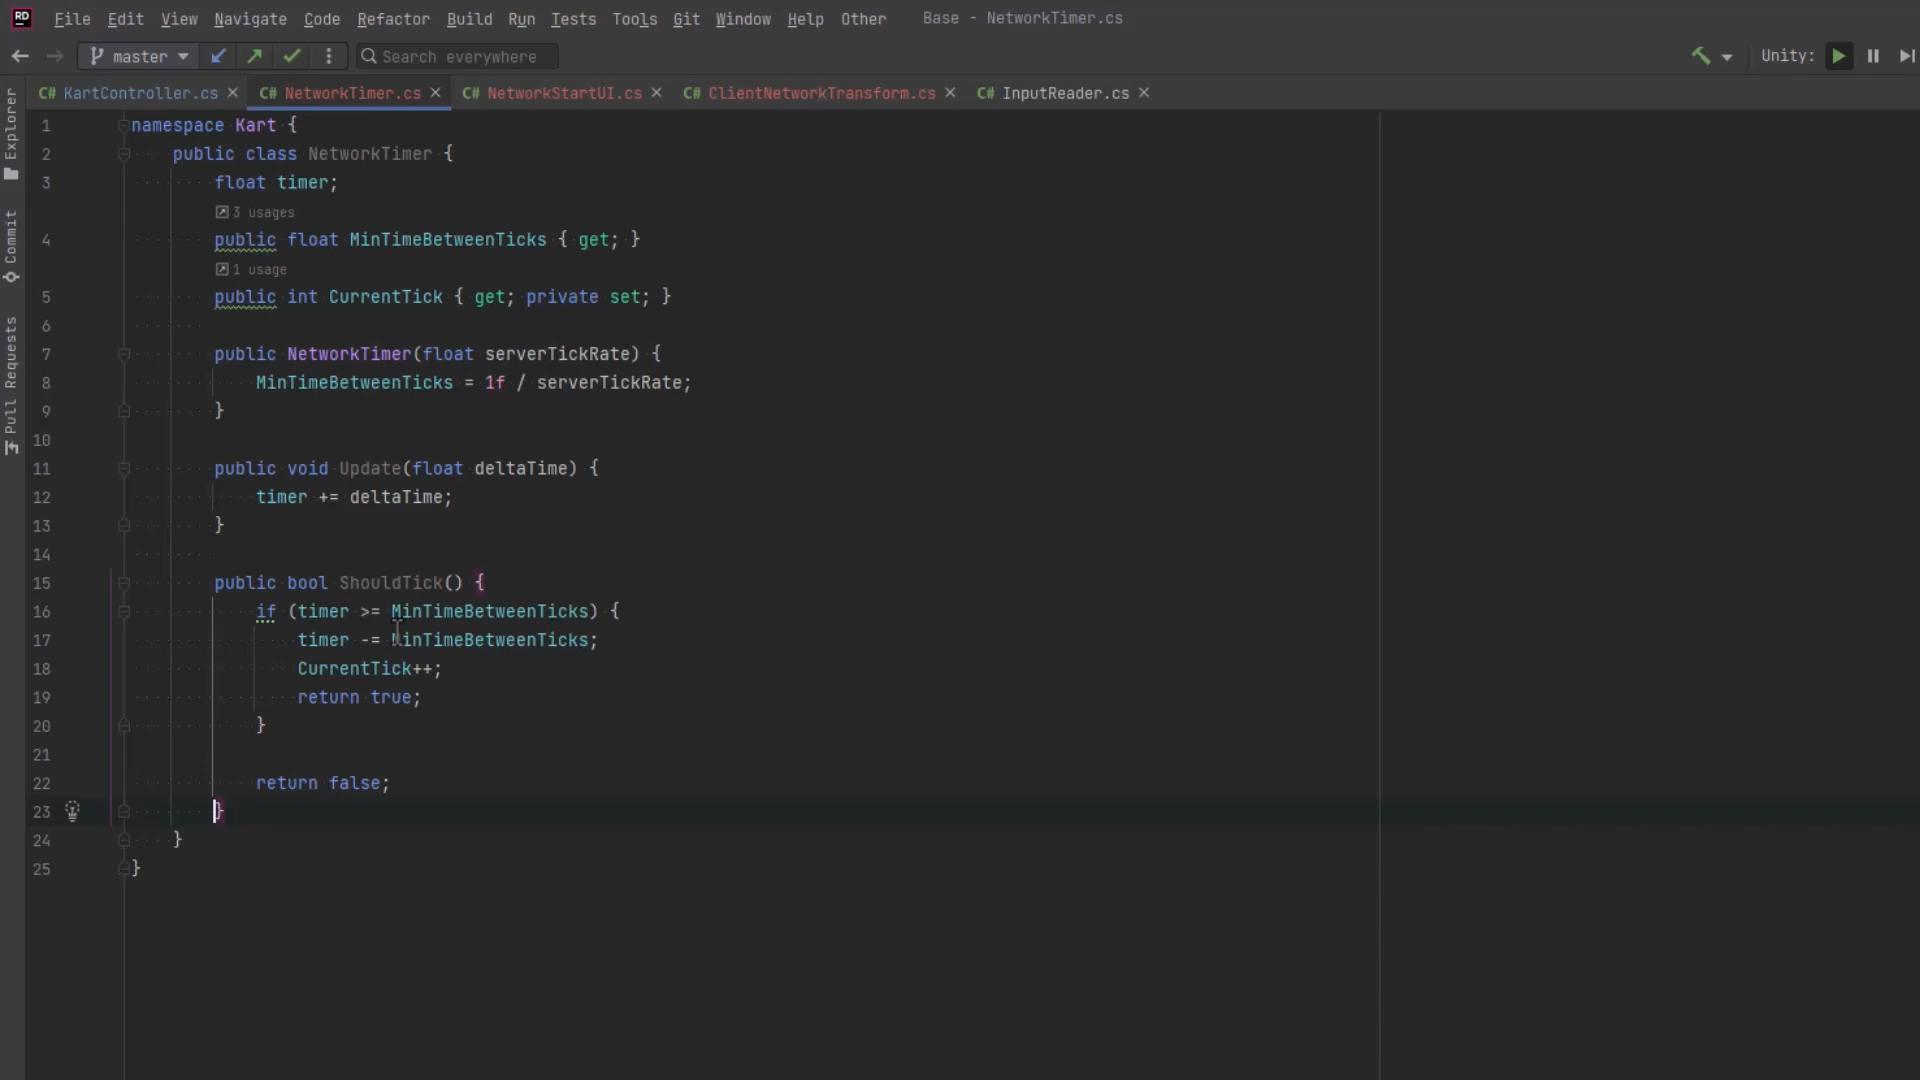 RD File Edit View Navigate Code Refactor Build Run Tests Tools Git Window Help Other Base - NetworkTimer.cs
master Search everywhere Unity:
C# KartController.cs C# NetworkTimer.cs C# NetworkStartUI.cs C# ClientNetworkTransform.cs C# InputReader.cs
Explorer
Commit
Pull Requests
1 namespace Kart {
2 public class NetworkTimer {
3 float timer;
3 usages
4 public float MinTimeBetweenTicks { get; }
1 usage
5 public int CurrentTick { get; private set; }
6
7 public NetworkTimer(float serverTickRate) {
8 MinTimeBetweenTicks = 1f / serverTickRate;
9 }
10
11 public void Update(float deltaTime) {
12 timer += deltaTime;
13 }
14
15 public bool ShouldTick() {
16 if (timer >= MinTimeBetweenTicks) {
17 timer -= MinTimeBetweenTicks;
18 CurrentTick++;
19 return true;
20 }
21
22 return false;
23 }
24 }
25 }